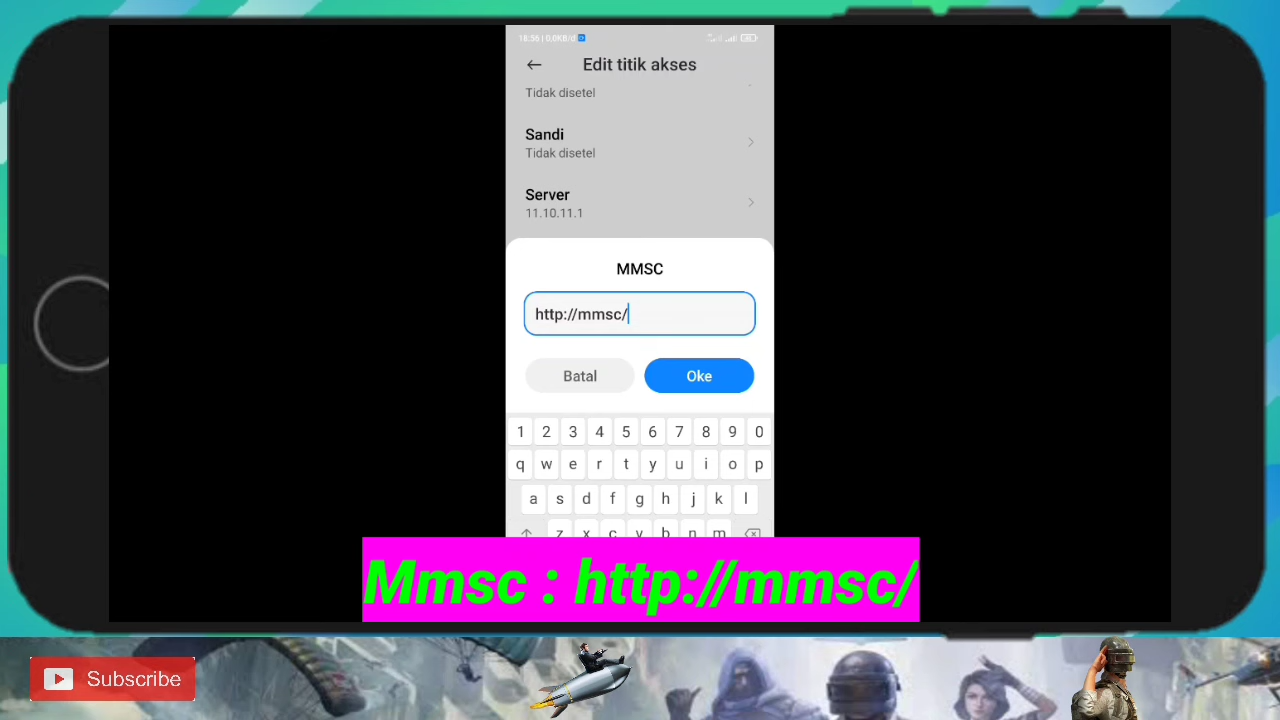 18:56 | 0,0KB/d
Edit titik akses
Tidak disetel
Sandi
Tidak disetel
Server
11.10.11.1
MMSC
http://mmsc/
Batal
Oke
1 2 3 4 5 6 7 8 9 0
q w e r t y u i o p
a s d f g h j k l
z x c v b n m
Mmsc : http://mmsc/
Subscribe